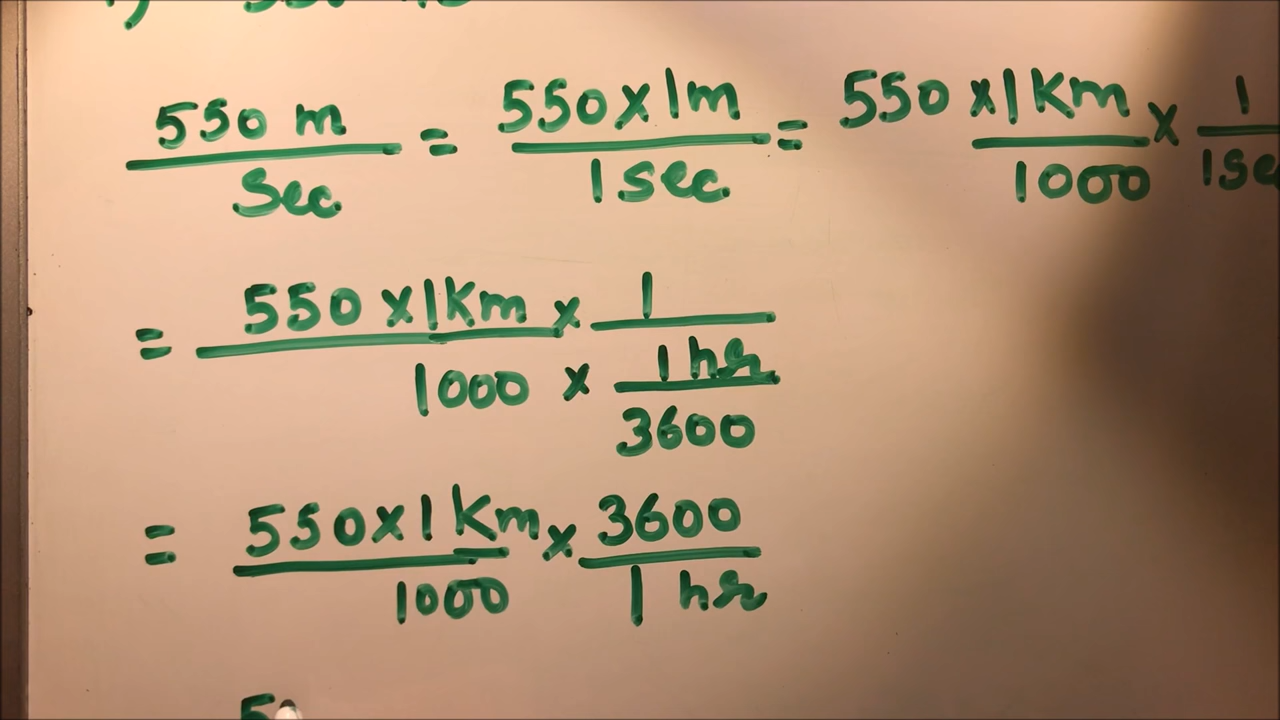 550 m / Sec = 550 x 1m / 1 Sec = 550 x 1 Km / 1000 x 1 / 1 Sec
= 550 x 1 Km / 1000 x 1 / 1 hr / 3600
= 550 x 1 Km / 1000 x 3600 / 1 hr